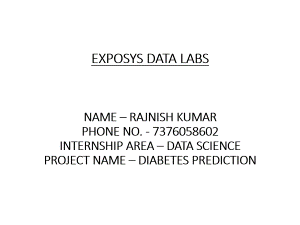 EXPOSYS DATA LABS
NAME – RAJNISH KUMAR
PHONE NO. - 7376058602
INTERNSHIP AREA – DATA SCIENCE
PROJECT NAME – DIABETES PREDICTION